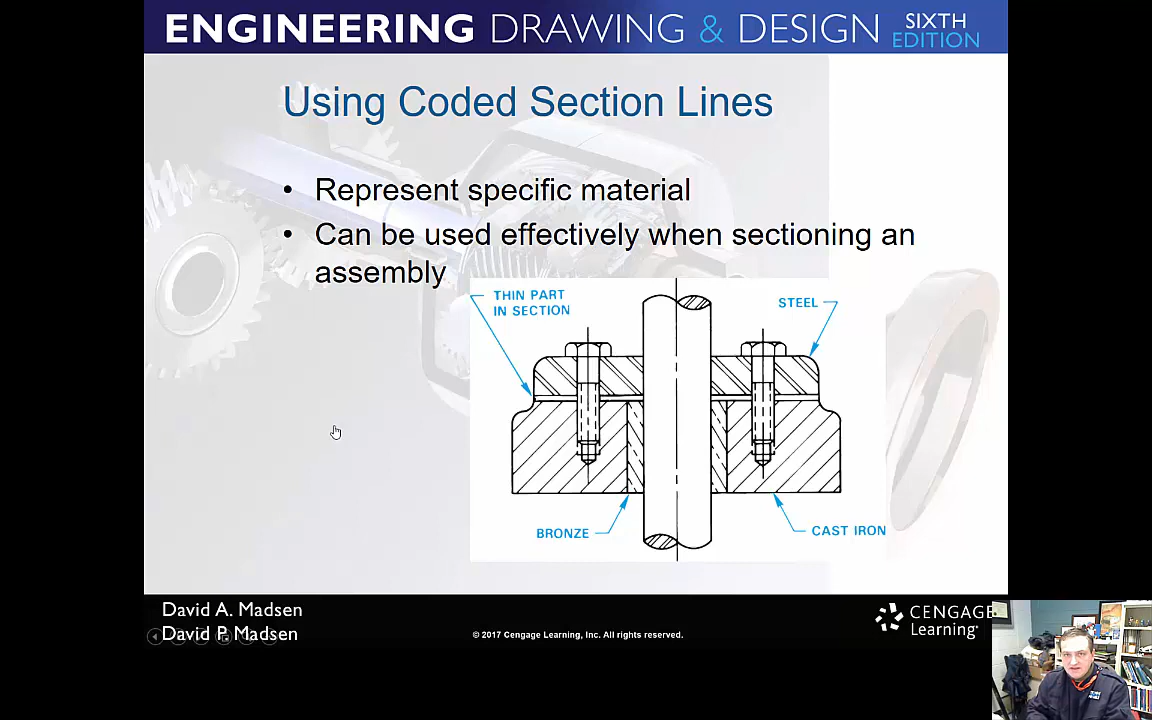 ENGINEERING DRAWING & DESIGN SIXTH EDITION
Using Coded Section Lines
• Represent specific material
• Can be used effectively when sectioning an
assembly
THIN PART
IN SECTION
STEEL
BRONZE
CAST IRON
David A. Madsen
David P. Madsen
© 2017 Cengage Learning, Inc. All rights reserved.
CENGAGE
Learning